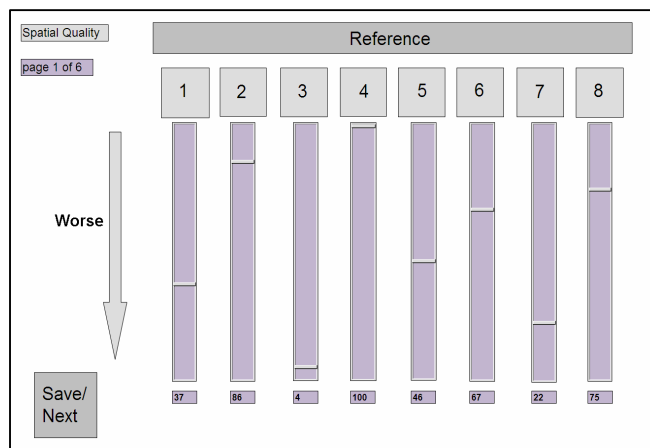 Spatial Quality
Reference
page 1 of 6
1 2 3 4 5 6 7 8
Worse
Save/
Next
37 86 4 100 46 67 22 75